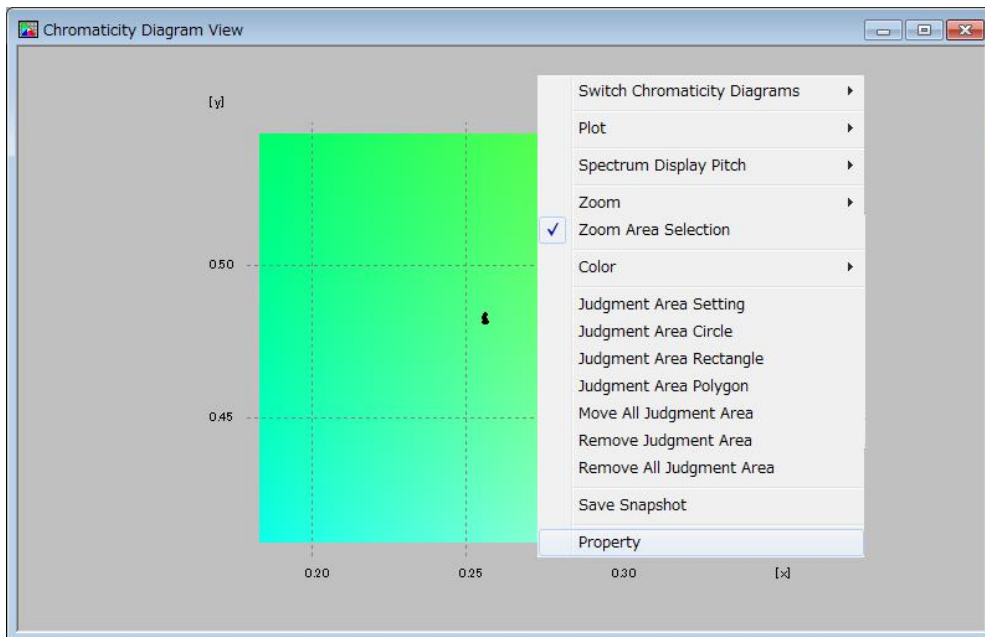 Chromaticity Diagram View
[y]
0.50
0.45
0.20
0.25
0.30
[x]
Switch Chromaticity Diagrams
Plot
Spectrum Display Pitch
Zoom
Zoom Area Selection
Color
Judgment Area Setting
Judgment Area Circle
Judgment Area Rectangle
Judgment Area Polygon
Move All Judgment Area
Remove Judgment Area
Remove All Judgment Area
Save Snapshot
Property